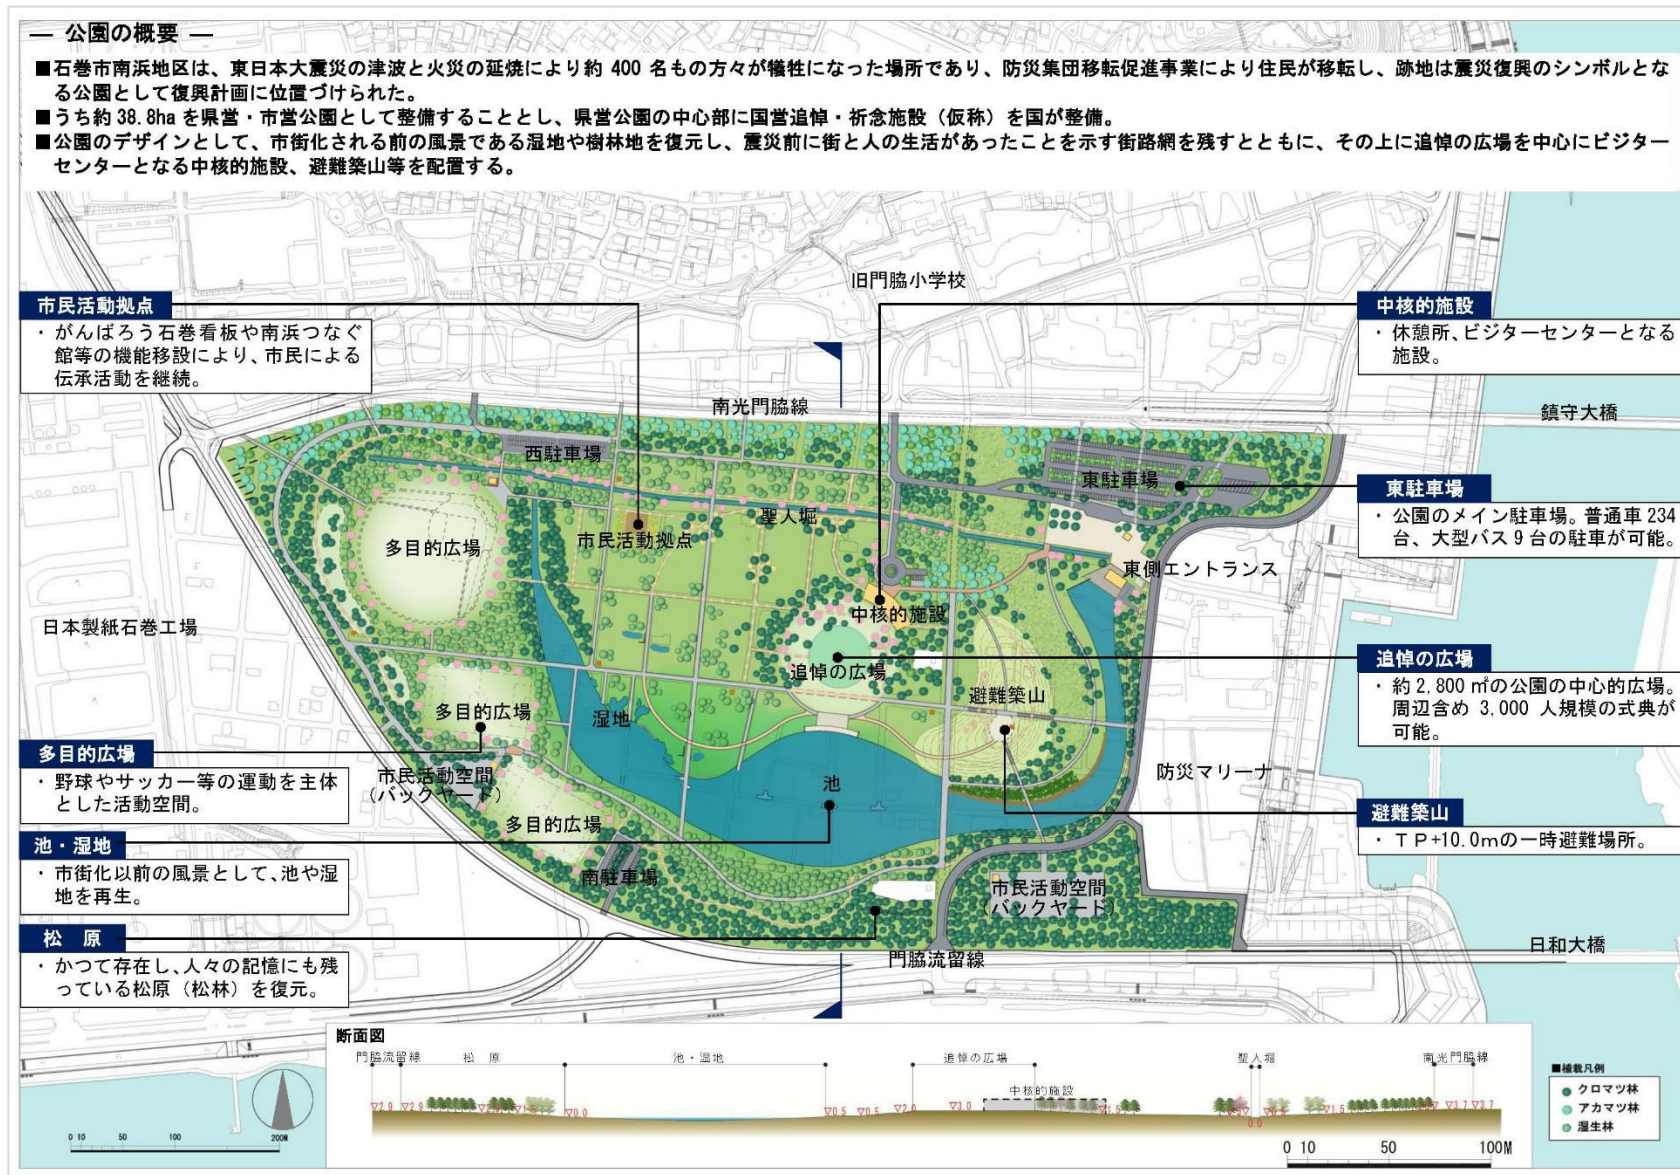 ― 公園の概要 ―
■石巻市南浜地区は、東日本大震災の津波と火災の延焼により約 400 名もの方々が犠牲になった場所であり、防災集団移転促進事業により住民が移転し、跡地は震災復興のシンボルとな
る公園として復興計画に位置づけられた。
■うち約 38.8ha を県営・市営公園として整備することとし、県営公園の中心部に国営追悼・祈念施設（仮称）を国が整備。
■公園のデザインとして、市街化される前の風景である湿地や樹林地を復元し、震災前に街と人の生活があったことを示す街路網を残すとともに、その上に追悼の広場を中心にビジター
センターとなる中核的施設、避難築山等を配置する。
旧門脇小学校
市民活動拠点
・ がんばろう石巻看板や南浜つなぐ
館等の機能移設により、市民による
伝承活動を継続。
中核的施設
・ 休憩所、ビジターセンターとなる
施設。
南光門脇線
鎮守大橋
西駐車場
東駐車場
聖人堀
市民活動拠点
多目的広場
東側エントランス
東駐車場
・ 公園のメイン駐車場。普通車 234
台、大型バス 9 台の駐車が可能。
日本製紙石巻工場
中核的施設
追悼の広場
避難築山
追悼の広場
・ 約 2,800 ㎡の公園の中心的広場。
周辺含め 3,000 人規模の式典が
可能。
多目的広場
湿地
池
防災マリーナ
多目的広場
・ 野球やサッカー等の運動を主体
とした活動空間。
市民活動空間
(バックヤード)
多目的広場
避難築山
・ ＴＰ+10.0mの一時避難場所。
池・湿地
・ 市街化以前の風景として、池や湿
地を再生。
南駐車場
市民活動空間
(バックヤード)
松　原
・ かつて存在し、人々の記憶にも残
っている松原（松林）を復元。
門脇流留線
日和大橋
断面図
門脇流留線 松 原 池・湿地 追悼の広場 聖人堀 南光門脇線
中核的施設
▽2.9 ▽2.9 ▽1.5 ▽0.0 ▽0.5 ▽0.5 ▽2.0 ▽3.0 ▽1.5 0.0 ▽1.5 ▽3.7 ▽3.7
■植栽凡例
クロマツ林
アカマツ林
湿生林
0 10 50 100 200M
0 10 50 100M